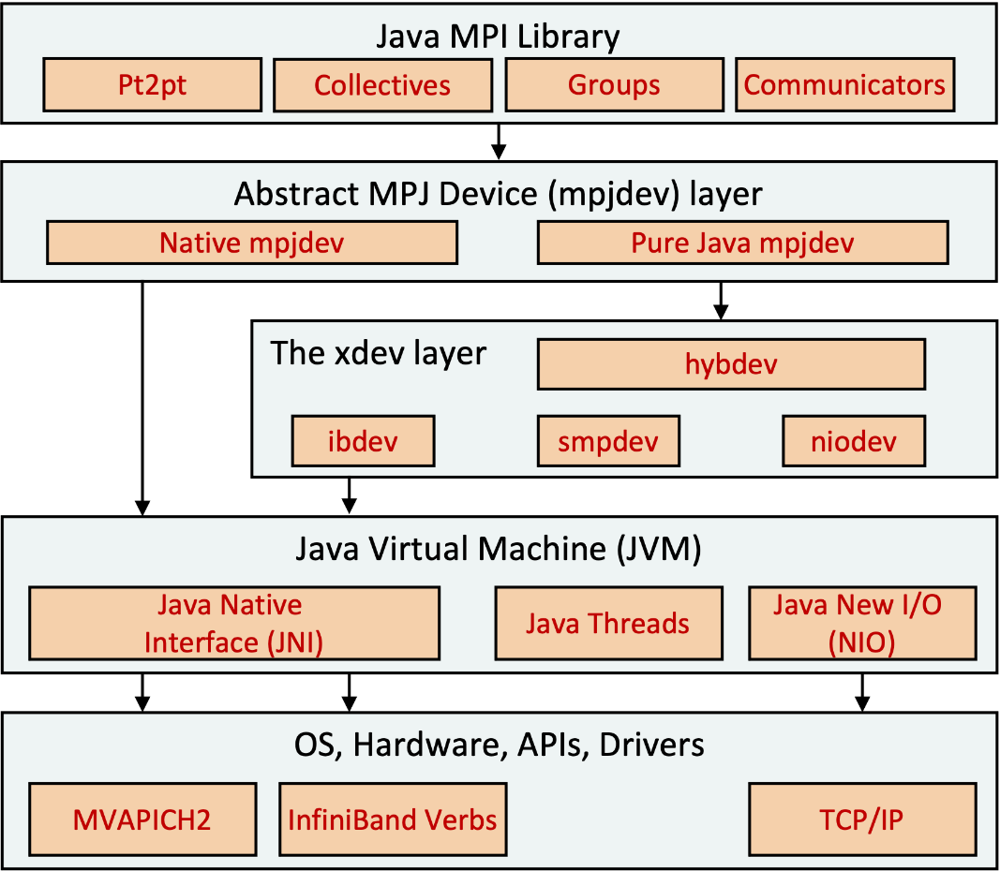 Java MPI Library
Pt2pt
Collectives
Groups
Communicators
Abstract MPJ Device (mpjdev) layer
Native mpjdev
Pure Java mpjdev
The xdev layer
hybdev
ibdev
smpdev
niodev
Java Virtual Machine (JVM)
Java Native
Interface (JNI)
Java Threads
Java New I/O
(NIO)
OS, Hardware, APIs, Drivers
MVAPICH2
InfiniBand Verbs
TCP/IP